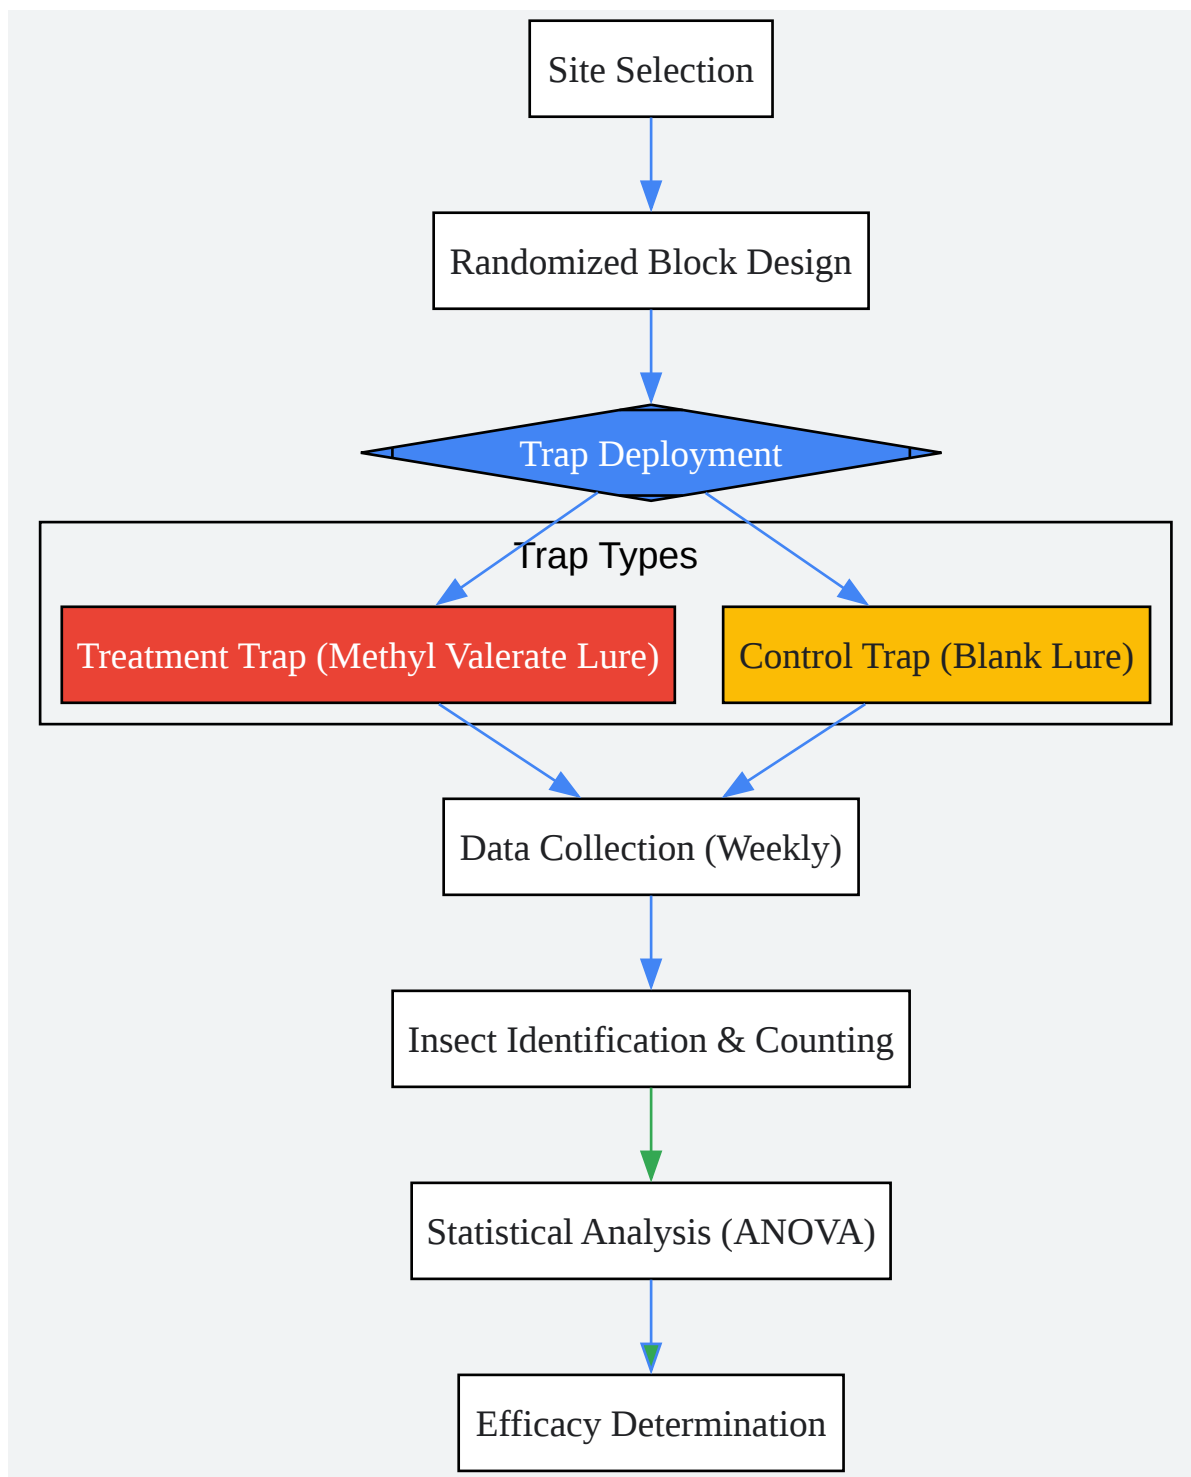 Site Selection
Randomized Block Design
Trap Deployment
Trap Types
Treatment Trap (Methyl Valerate Lure)
Control Trap (Blank Lure)
Data Collection (Weekly)
Insect Identification & Counting
Statistical Analysis (ANOVA)
Efficacy Determination